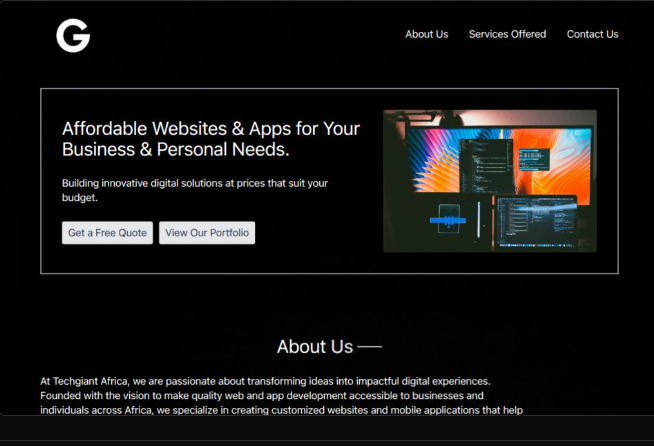 G
About Us
Services Offered
Contact Us
Affordable Websites & Apps for Your
Business & Personal Needs.
Building innovative digital solutions at prices that suit your
budget.
Get a Free Quote
View Our Portfolio
About Us
At Techgiant Africa, we are passionate about transforming ideas into impactful digital experiences.
Founded with the vision to make quality web and app development accessible to businesses and
individuals across Africa, we specialize in creating customized websites and mobile applications that help